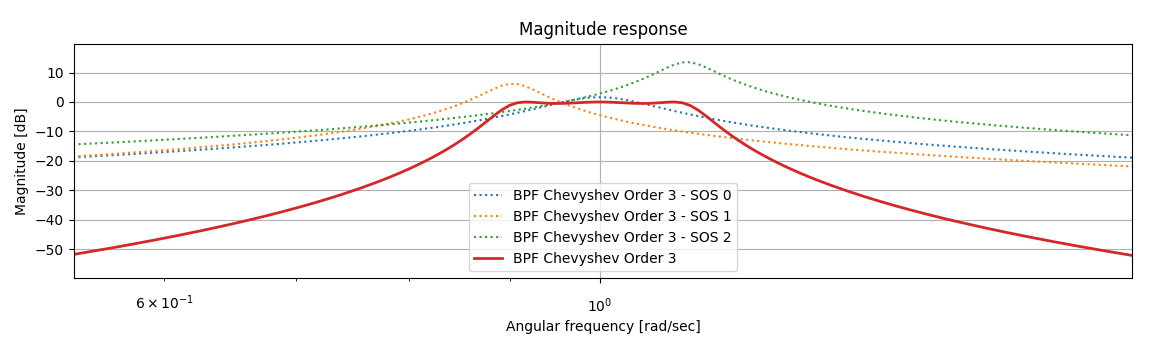 Magnitude response
Magnitude [dB]
10
0
−10
−20
−30
−40
−50
BPF Chevyshev Order 3 - SOS 0
BPF Chevyshev Order 3 - SOS 1
BPF Chevyshev Order 3 - SOS 2
BPF Chevyshev Order 3
6 × 10⁻¹
10⁰
Angular frequency [rad/sec]